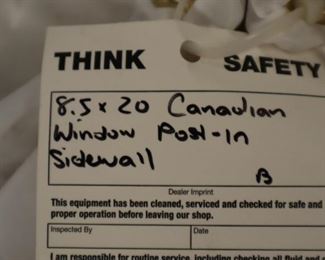 THINK SAFETY
8.5 x 20 Canadian
Window Post-In
Sidewall
B
Dealer Imprint
This equipment has been cleaned, serviced and checked for safe and
proper operation before leaving our shop.
Inspected By Date
I am responsible for routine service, including checking all fluid and